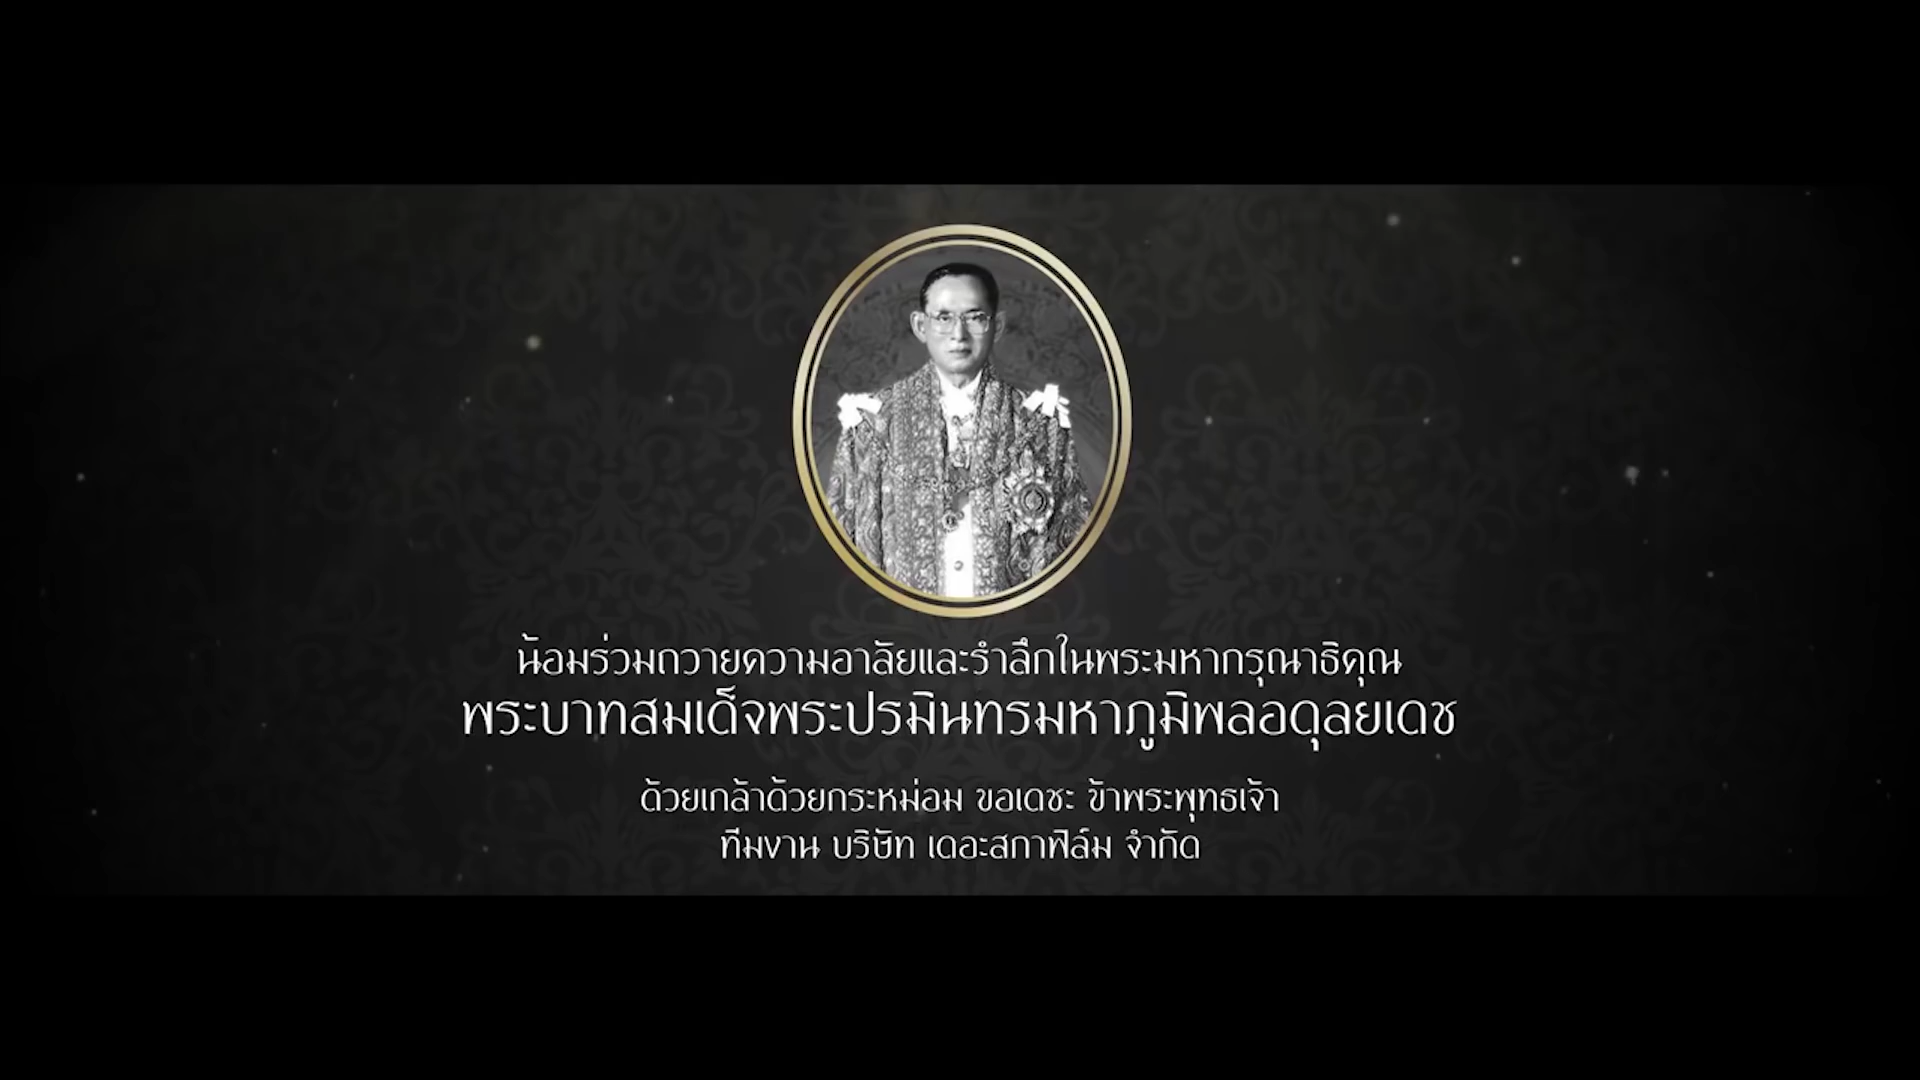 น้อมร่วมถวายความอาลัยและรำลึกในพระมหากรุณาธิคุณ
พระบาทสมเด็จพระปรมินทรมหาภูมิพลอดุลยเดช
ด้วยเกล้าด้วยกระหม่อม ขอเดชะ ข้าพระพุทธเจ้า
ทีมงาน บริษัท เดอะสกาฟิล์ม จำกัด